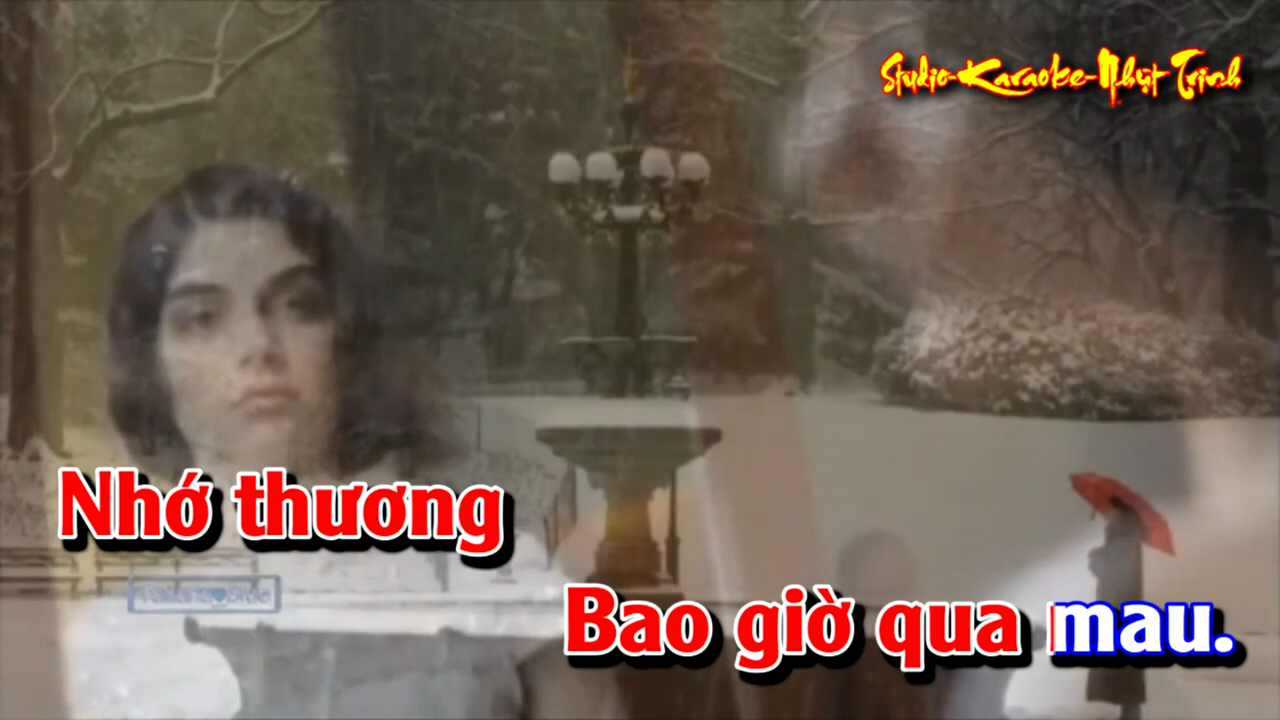 Studio-Karaoke-Nhựt Trinh
Nhớ thương
Bao giờ qua mau.